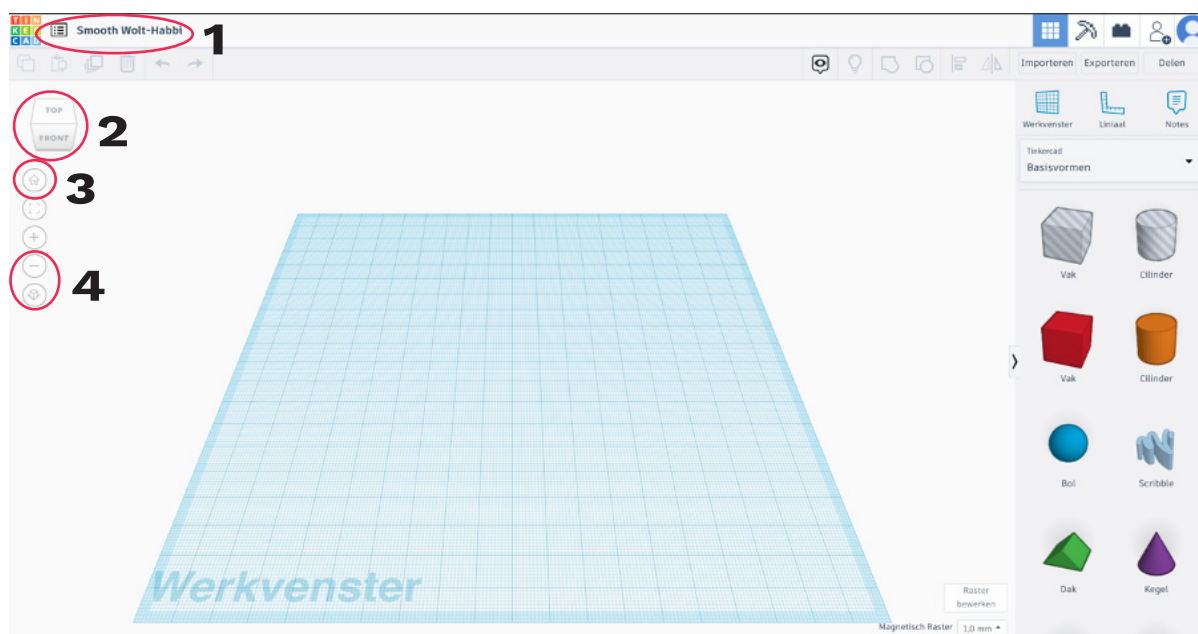 TIN
KER
CAD
Smooth Wolt-Habbi
1
Importeren Exporteren Delen
TOP
FRONT
2
3
4
Werkvenster Liniaal Notes
Tinkercad
Basisvormen
Vak Cilinder
Vak Cilinder
Bol Scribble
Dak Kegel
Werkvenster
Raster
bewerken
Magnetisch Raster 1,0 mm